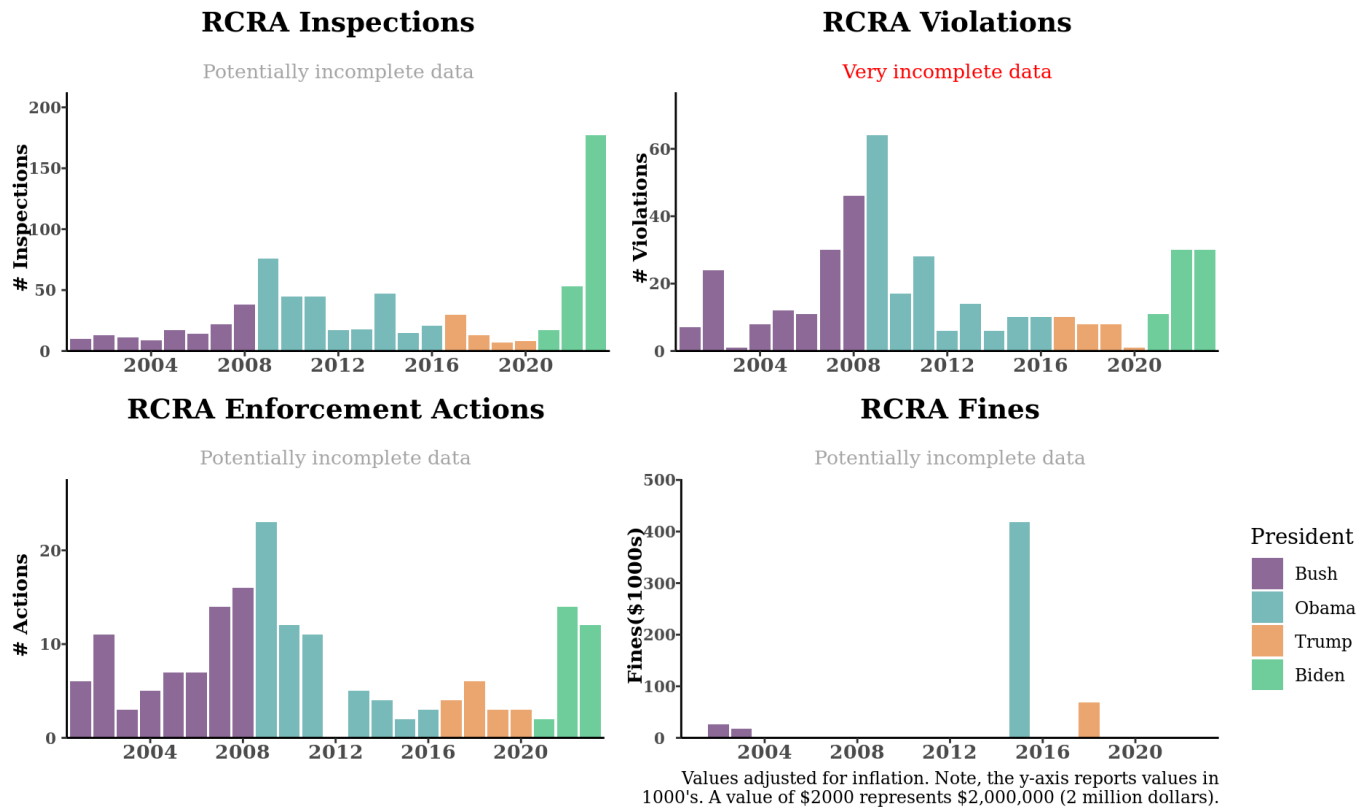 RCRA Inspections
Potentially incomplete data
# Inspections
200
150
100
50
0
2004 2008 2012 2016 2020
RCRA Violations
Very incomplete data
# Violations
60
40
20
0
2004 2008 2012 2016 2020
RCRA Enforcement Actions
Potentially incomplete data
# Actions
20
10
0
2004 2008 2012 2016 2020
RCRA Fines
Potentially incomplete data
Fines($1000s)
500
400
300
200
100
0
2004 2008 2012 2016 2020
Values adjusted for inflation. Note, the y-axis reports values in
1000's. A value of $2000 represents $2,000,000 (2 million dollars).
President
Bush
Obama
Trump
Biden